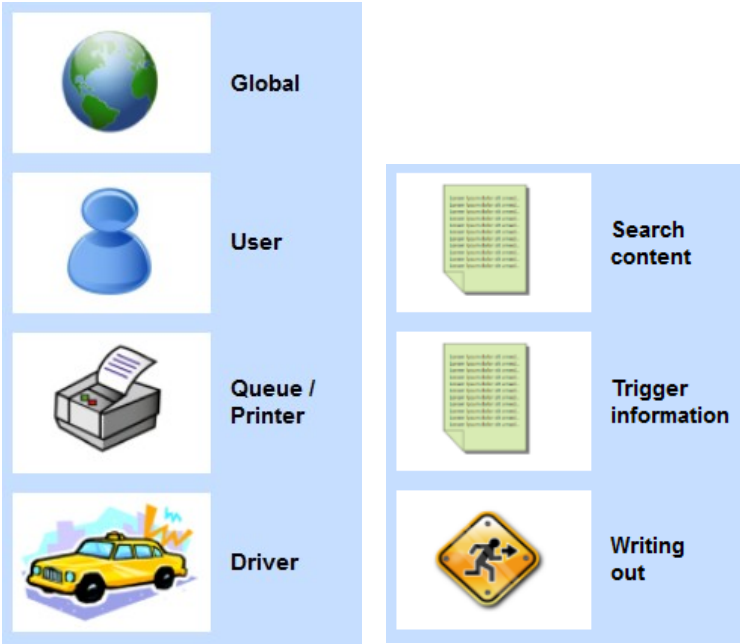 Global
User
Queue /
Printer
Driver
Search
content
Trigger
information
Writing
out